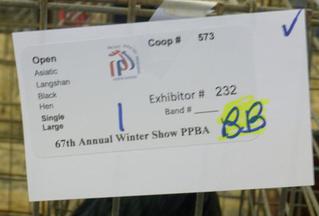 Open
Coop # 573
Asiatic
Langshan
Black
Hen
Single
Large
1
Exhibitor # 232
Band # ____
67th Annual Winter Show PPBA
BB